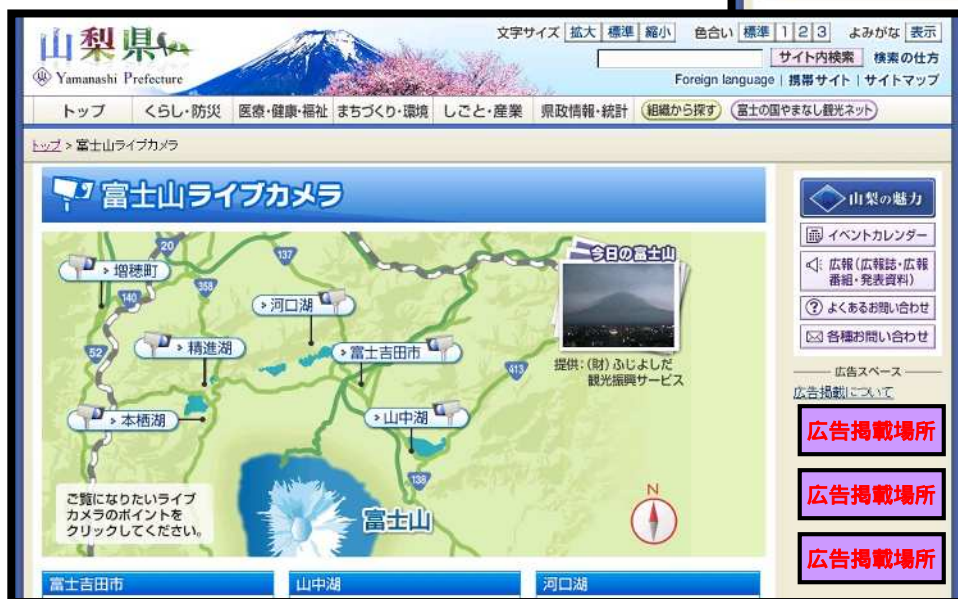 山梨県
Yamanashi Prefecture
文字サイズ 拡大 標準 縮小 色合い 標準 1 2 3 よみがな 表示
サイト内検索 検索の仕方
Foreign language | 携帯サイト | サイトマップ
トップ くらし・防災 医療・健康・福祉 まちづくり・環境 しごと・産業 県政情報・統計 組織から探す 富士の国やまなし観光ネット
トップ > 富士山ライブカメラ
富士山ライブカメラ
山梨の魅力
イベントカレンダー
広報(広報誌・広報
番組・発表資料)
よくあるお問い合わせ
各種お問い合わせ
広告スペース
広告掲載について
広告掲載場所
広告掲載場所
広告掲載場所
20
137
増穂町
358
140
河口湖
今日の富士山
精進湖
52
富士吉田市
413
提供:(財)ふじよしだ
観光振興サービス
本栖湖
山中湖
138
ご覧になりたいライブ
カメラのポイントを
クリックしてください。
富士山
N
富士吉田市 山中湖 河口湖